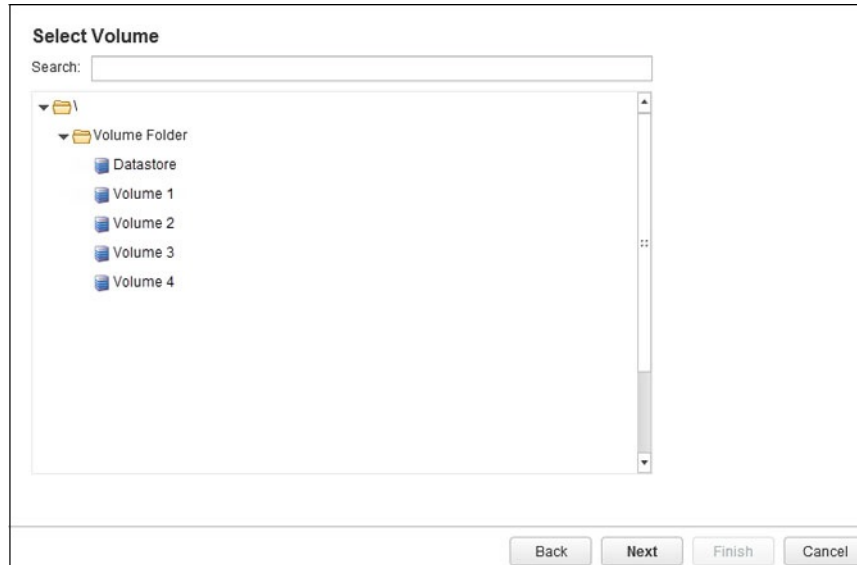 Select Volume
Search:
\
Volume Folder
Datastore
Volume 1
Volume 2
Volume 3
Volume 4
Back Next Finish Cancel